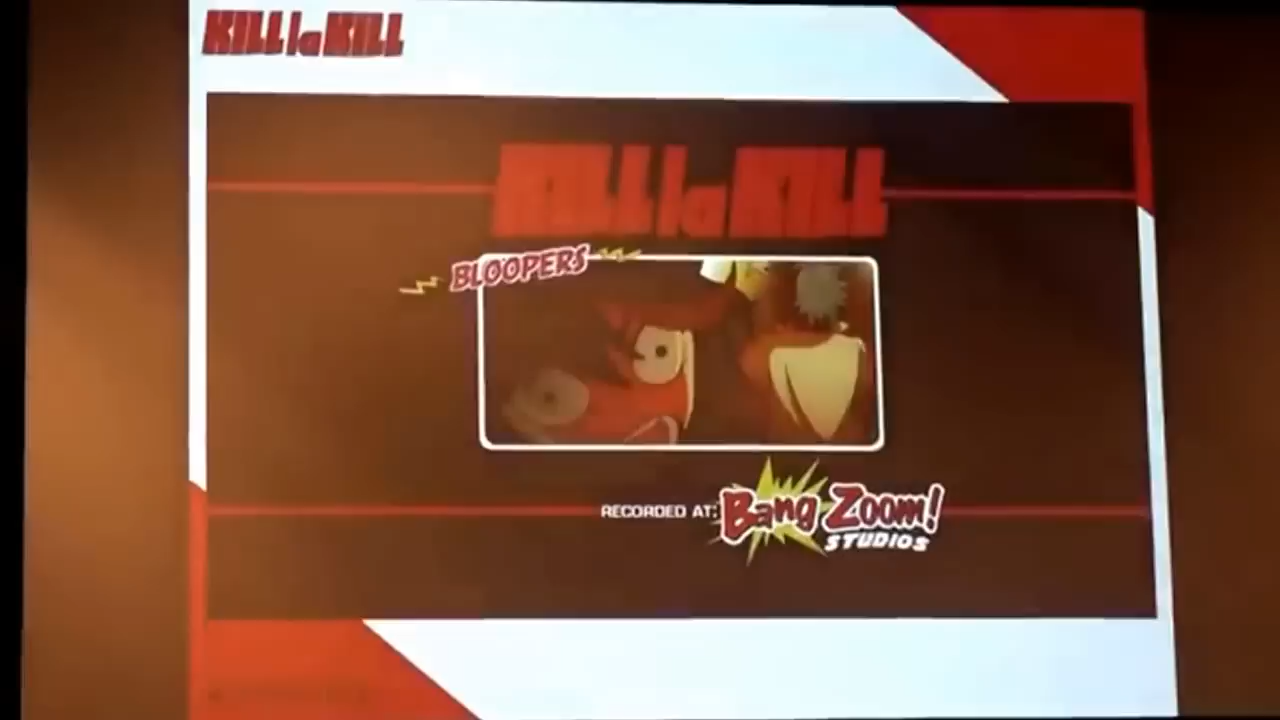 KILL la KILL
KILL la KILL
BLOOPERS
RECORDED AT:
Bang Zoom!
STUDIOS